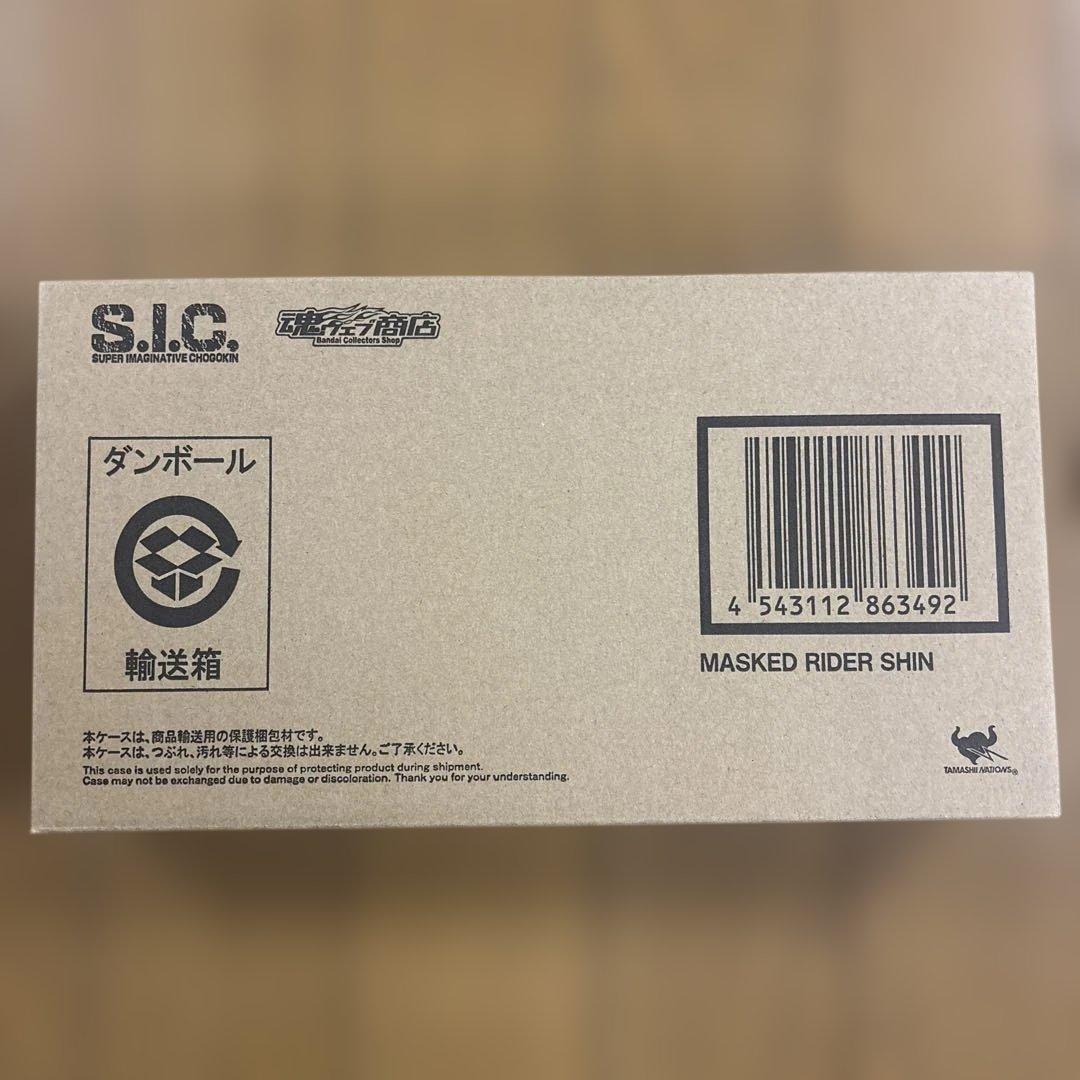 S.I.C.
SUPER IMAGINATIVE CHOGOKIN
魂ウェブ商店
Bandai Collectors Shop
ダンボール
輸送箱
4 543112 863492
MASKED RIDER SHIN
本ケースは、商品輸送用の保護梱包材です。
本ケースは、つぶれ、汚れ等による交換は出来ません。ご了承ください。
This case is used solely for the purpose of protecting product during shipment.
Case may not be exchanged due to damage or discoloration. Thank you for your understanding.
TAMASHII NATIONS®